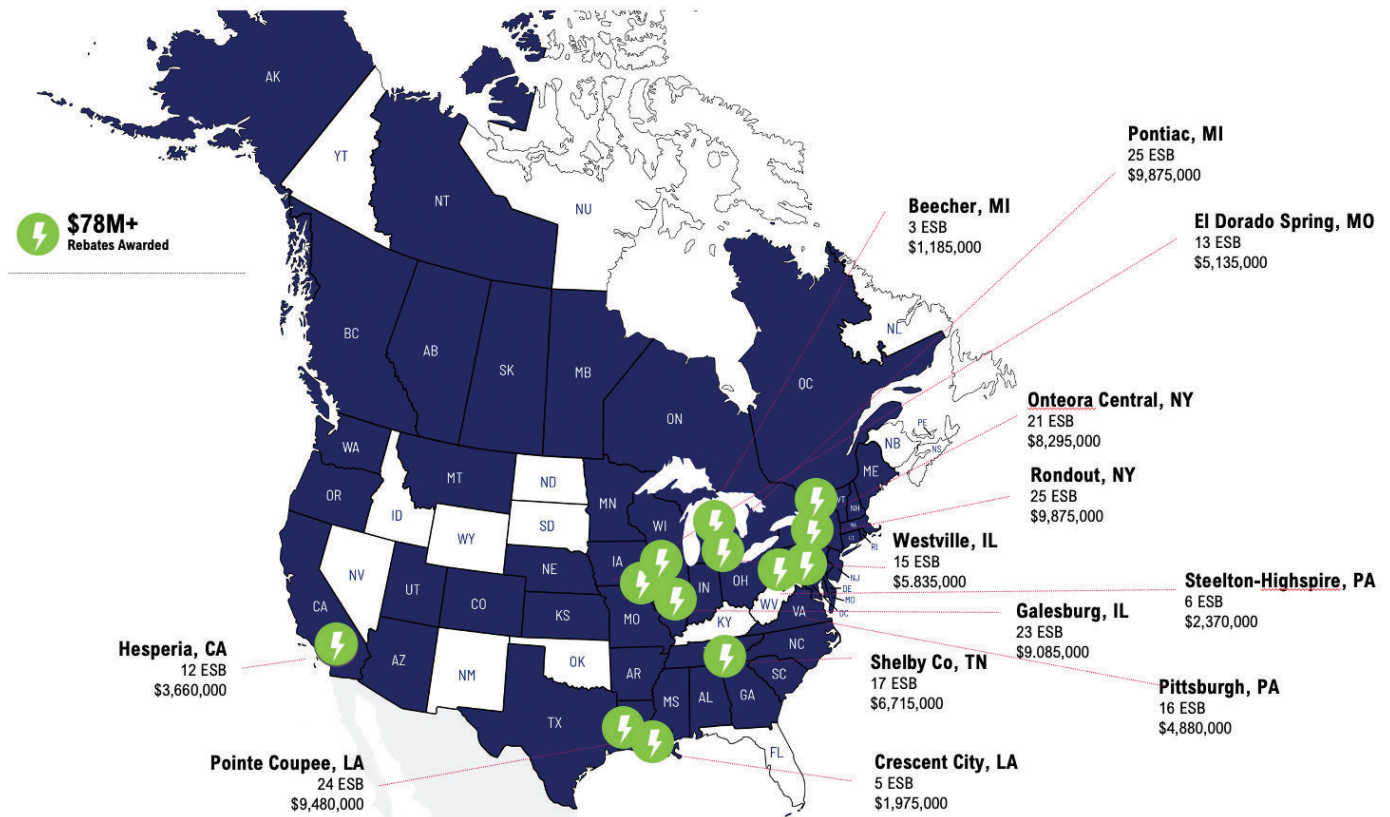 $78M+
Rebates Awarded
AK
YT
NT
NU
BC
AB
SK
MB
ON
QC
NL
PE
NB
NS
WA
OR
ID
MT
WY
ND
SD
MN
WI
IA
NE
NV
UT
CO
KS
MO
CA
AZ
NM
OK
TX
AR
MS
AL
GA
SC
NC
KY
IN
OH
WV
VA
FL
ME
VT
NH
MA
CT
RI
NJ
DE
MD
DC
Pontiac, MI
25 ESB
$9,875,000
Beecher, MI
3 ESB
$1,185,000
El Dorado Spring, MO
13 ESB
$5,135,000
Onteora Central, NY
21 ESB
$8,295,000
Rondout, NY
25 ESB
$9,875,000
Westville, IL
15 ESB
$5.835,000
Steelton-Highspire, PA
6 ESB
$2,370,000
Galesburg, IL
23 ESB
$9.085,000
Hesperia, CA
12 ESB
$3,660,000
Shelby Co, TN
17 ESB
$6,715,000
Pittsburgh, PA
16 ESB
$4,880,000
Pointe Coupee, LA
24 ESB
$9,480,000
Crescent City, LA
5 ESB
$1,975,000